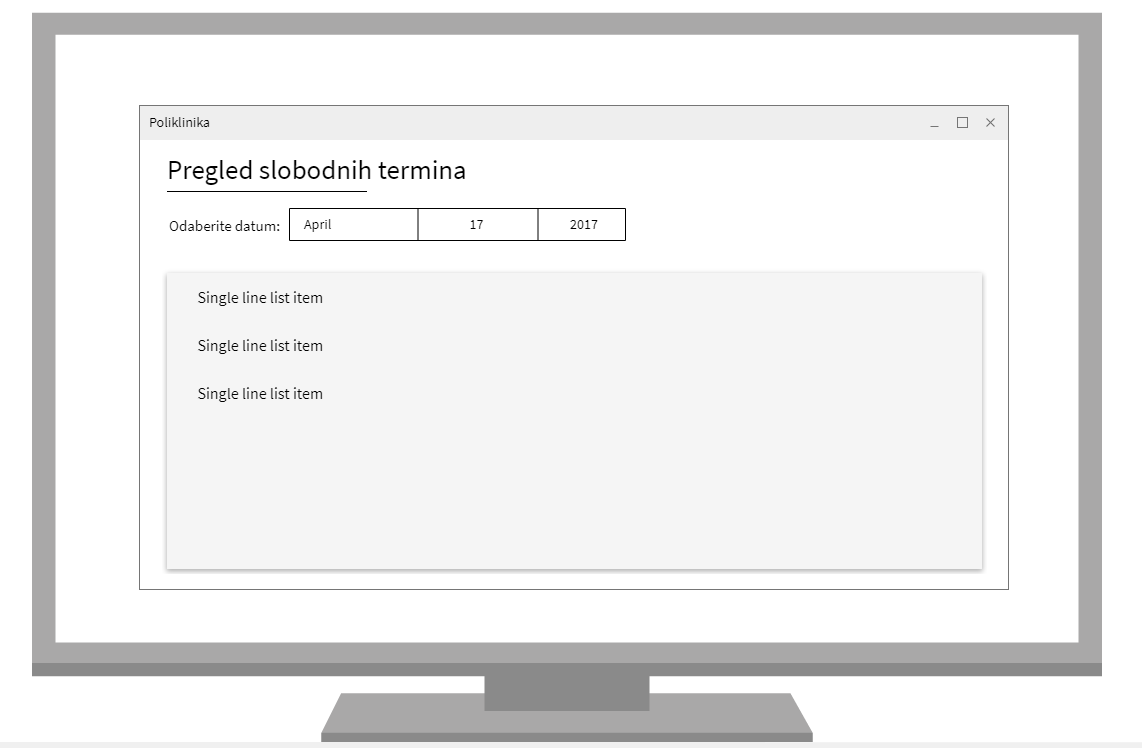 Poliklinika
Pregled slobodnih termina
Odaberite datum: April 17 2017
Single line list item
Single line list item
Single line list item